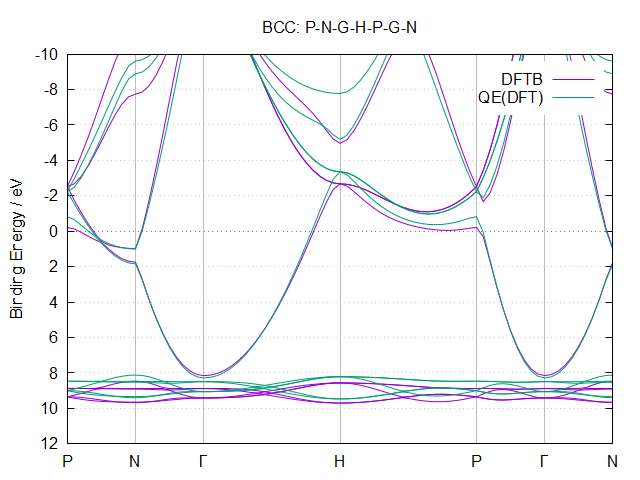 BCC: P-N-G-H-P-G-N
-10
-8
-6
-4
-2
0
2
4
6
8
10
12
Binding Energy / eV
DFTB
QE(DFT)
P N Γ H P Γ N